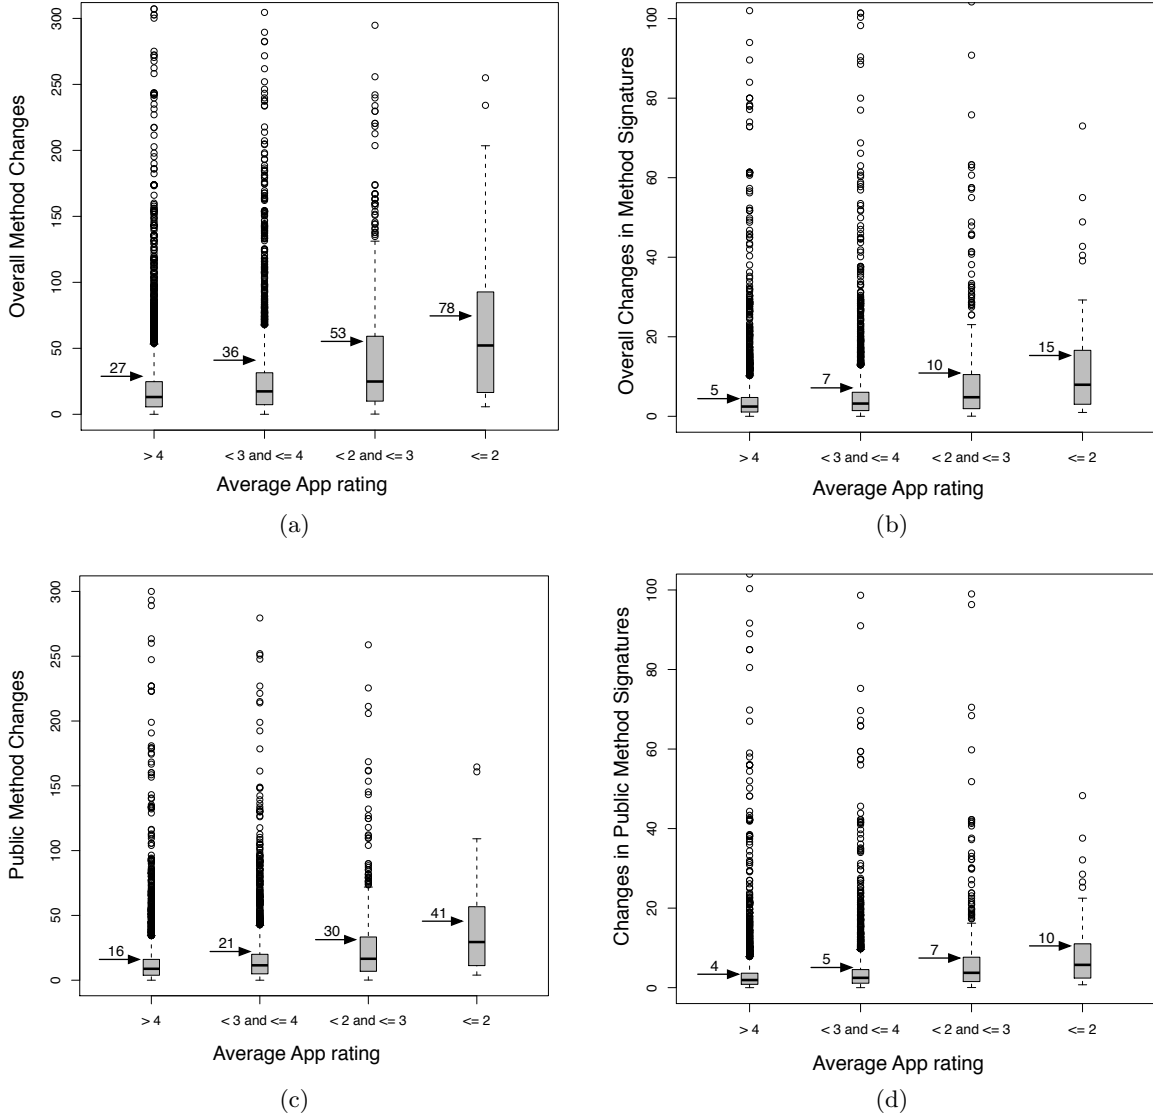 Overall Method Changes
300
250
200
150
100
50
0
27
36
53
78
> 4
< 3 and <= 4
< 2 and <= 3
<= 2
Average App rating
(a)
Overall Changes in Method Signatures
100
80
60
40
20
0
5
7
10
15
> 4
< 3 and <= 4
< 2 and <= 3
<= 2
Average App rating
(b)
Public Method Changes
300
250
200
150
100
50
0
16
21
30
41
> 4
< 3 and <= 4
< 2 and <= 3
<= 2
Average App rating
(c)
Changes in Public Method Signatures
100
80
60
40
20
0
4
5
7
10
> 4
< 3 and <= 4
< 2 and <= 3
<= 2
Average App rating
(d)